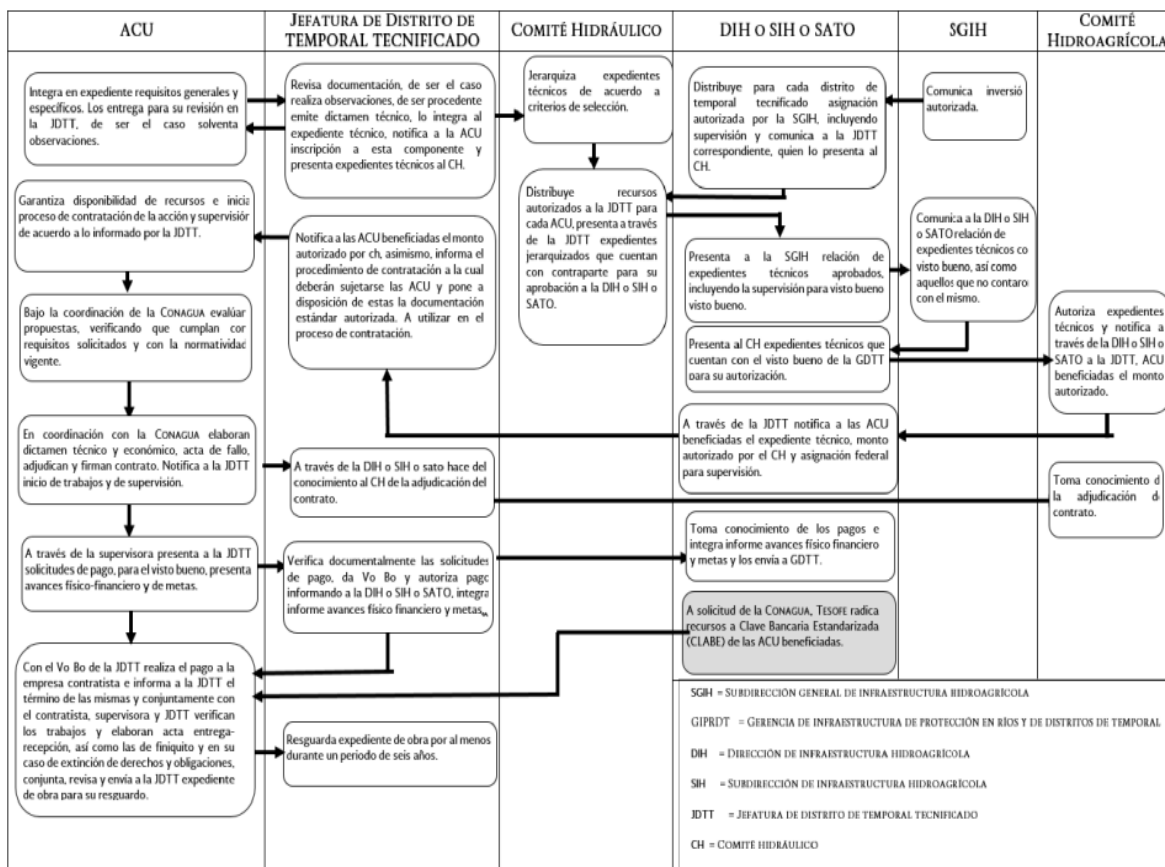 ACU
JEFATURA DE DISTRITO DE
TEMPORAL TECNIFICADO
COMITÉ HIDRÁULICO
DIH O SIH O SATO
SGIH
COMITÉ
HIDROAGRÍCOLA
Integra en expediente requisitos generales y
específicos. Los entrega para su revisión en
la JDTT, de ser el caso solventa
observaciones.
Revisa documentación, de ser el caso
realiza observaciones, de ser procedente
emite dictamen técnico, lo integra al
expediente técnico, notifica a la ACU
inscripción a esta componente y
presenta expedientes técnicos al CH.
Jerarquiza expedientes
técnicos de acuerdo a
criterios de selección.
Distribuye para cada distrito de
temporal tecnificado asignación
autorizada por la SGIH, incluyendo
supervisión y comunica a la JDTT
correspondiente, quien lo presenta al
CH.
Comunica inversió
autorizada.
Garantiza disponibilidad de recursos e inicia
proceso de contratación de la acción y supervisión
de acuerdo a lo informado por la JDTT.
Notifica a las ACU beneficiadas el monto
autorizado por ch, asimismo, informa el
procedimiento de contratación a la cual
deberán sujetarse las ACU y pone a
disposición de estas la documentación
estándar autorizada. A utilizar en el
proceso de contratación.
Distribuye recursos
autorizados a la JDTT para
cada ACU, presenta a través
de la JDTT expedientes
jerarquizados que cuentan
con contraparte para su
aprobación a la DIH o SIH o
SATO.
Presenta a la SGIH relación de
expedientes técnicos aprobados,
incluyendo la supervisión para visto bueno
visto bueno.
Comunica a la DIH o SIH
o SATO relación de
expedientes técnicos co
visto bueno, así como
aquellos que no contaro
con el mismo.
Bajo la coordinación de la CONAGUA evalúar
propuestas, verificando que cumplan cor
requisitos solicitados y con la normatividad
vigente.
Presenta al CH expedientes técnicos que
cuentan con el visto bueno de la GDTT
para su autorización.
Autoriza expedientes
técnicos y notifica a
través de la DIH o SIH o
SATO a la JDTT, ACU
beneficiadas el monto
autorizado.
En coordinación con la CONAGUA elaboran
dictamen técnico y económico, acta de fallo,
adjudican y firman contrato. Notifica a la JDTT
inicio de trabajos y de supervisión.
A través de la DIH o SIH o sato hace del
conocimiento al CH de la adjudicación del
contrato.
A través de la JDTT notifica a las ACU
beneficiadas el expediente técnico, monto
autorizado por el CH y asignación federal
para supervisión.
Toma conocimiento d
la adjudicación de
contrato.
A través de la supervisora presenta a la JDTT
solicitudes de pago, para el visto bueno, presenta
avances físico-financiero y de metas.
Verifica documentalmente las solicitudes
de pago, da Vo Bo y autoriza pago
informando a la DIH o SIH o SATO, integra
informe avances físico financiero y metas.
Toma conocimiento de los pagos e
integra informe avances físico financiero
y metas y los envía a GDTT.
A solicitud de la CONAGUA, TESOFE radica
recursos a Clave Bancaria Estandarizada
(CLABE) de las ACU beneficiadas.
Con el Vo Bo de la JDTT realiza el pago a la
empresa contratista e informa a la JDTT el
término de las mismas y conjuntamente con
el contratista, supervisora y JDTT verifican
los trabajos y elaboran acta entrega-
recepción, así como las de finiquito y en su
caso de extinción de derechos y obligaciones,
conjunta, revisa y envía a la JDTT expediente
de obra para su resguardo.
Resguarda expediente de obra por al menos
durante un periodo de seis años.
SGIH = SUBDIRECCIÓN GENERAL DE INFRAESTRUCTURA HIDROAGRÍCOLA
GIPRDT = GERENCIA DE INFRAESTRUCTURA DE PROTECCIÓN EN RÍOS Y DE DISTRITOS DE TEMPORAL
DIH = DIRECCIÓN DE INFRAESTRUCTURA HIDROAGRÍCOLA
SIH = SUBDIRECCIÓN DE INFRAESTRUCTURA HIDROAGRÍCOLA
JDTT = JEFATURA DE DISTRITO DE TEMPORAL TECNIFICADO
CH = COMITÉ HIDRÁULICO